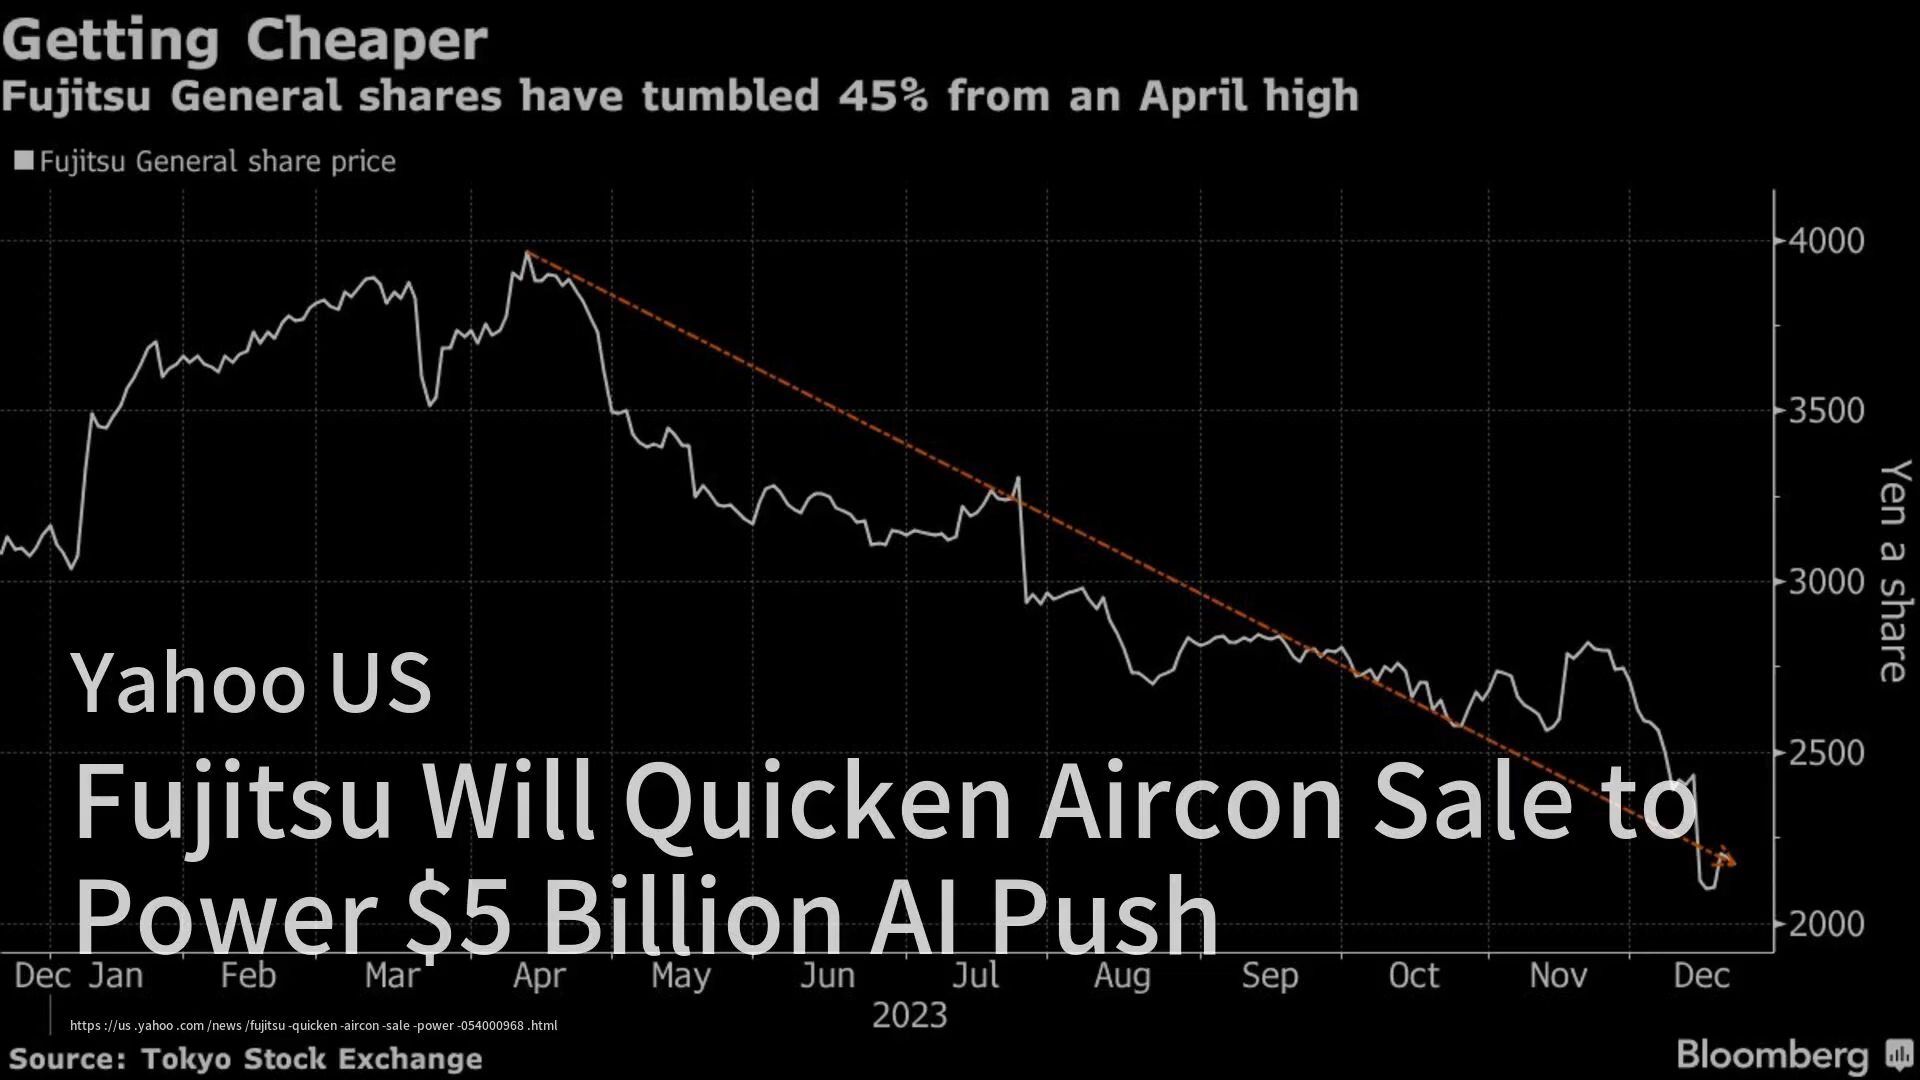 Getting Cheaper
Fujitsu General shares have tumbled 45% from an April high
Fujitsu General share price
4000
3500
3000
2500
2000
Yen a share
Yahoo US
Fujitsu Will Quicken Aircon Sale to
Power $5 Billion AI Push
Dec Jan Feb Mar Apr May Jun Jul Aug Sep Oct Nov Dec
2023
https ://us .yahoo .com /news /fujitsu -quicken -aircon -sale -power -054000968 .html
Source: Tokyo Stock Exchange
Bloomberg